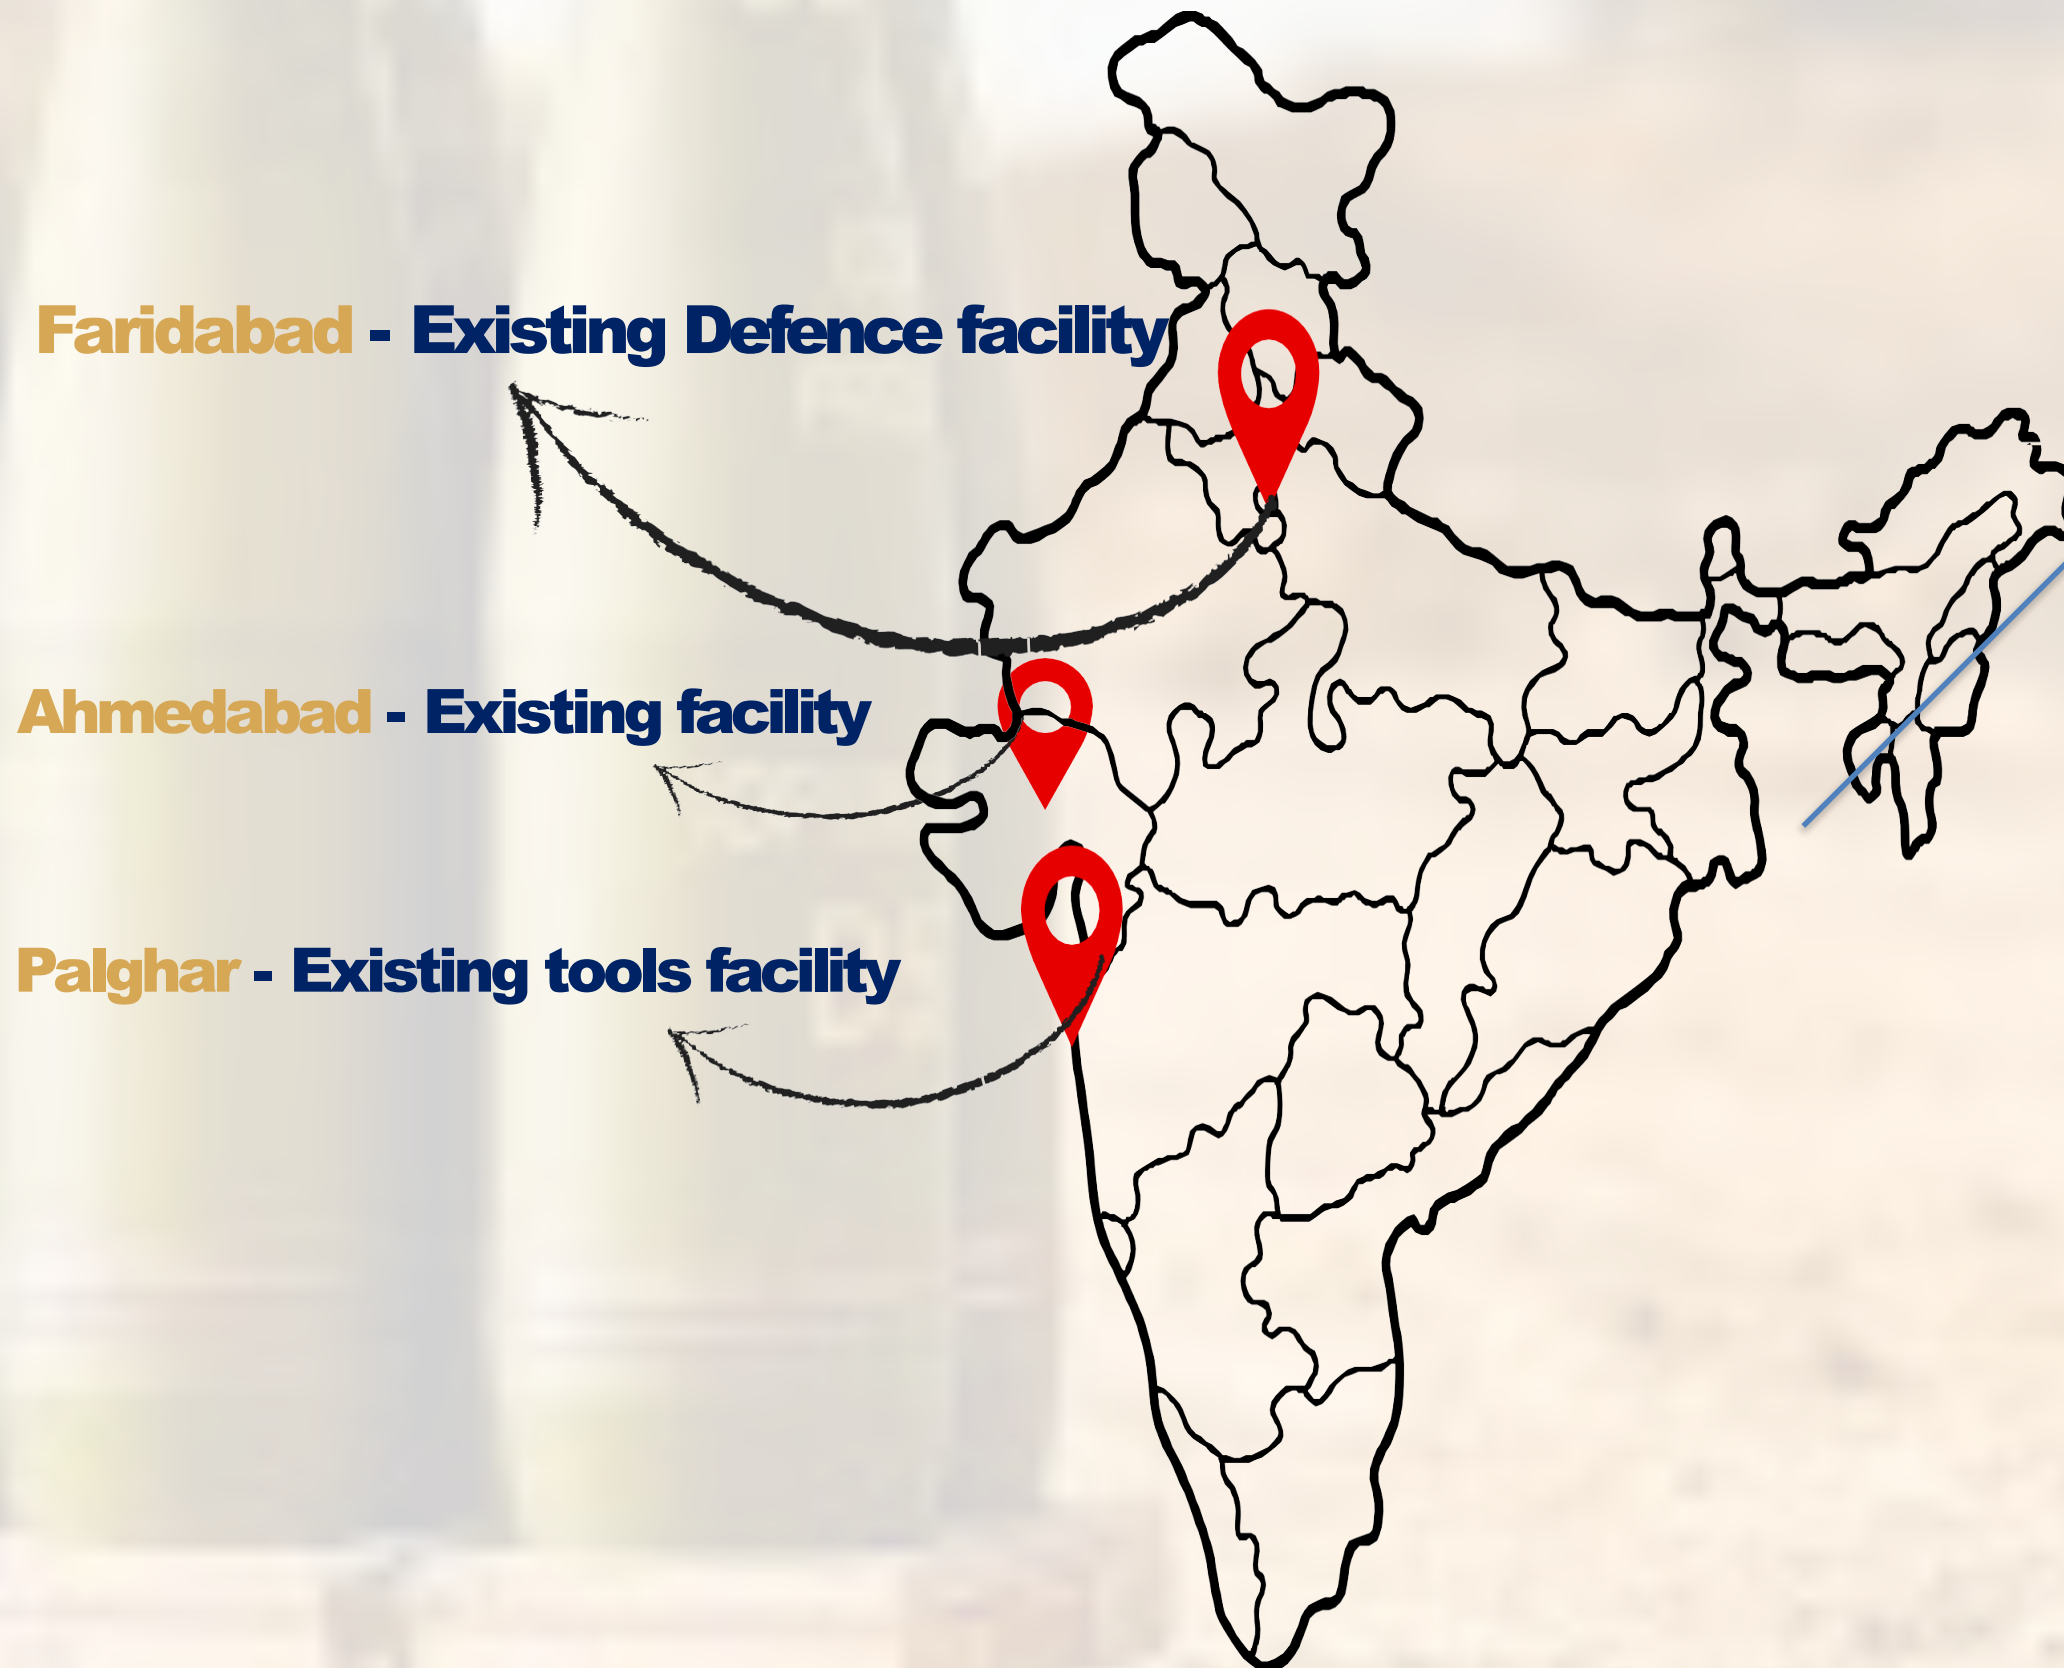 Faridabad - Existing Defence facility
Ahmedabad - Existing facility
Palghar - Existing tools facility